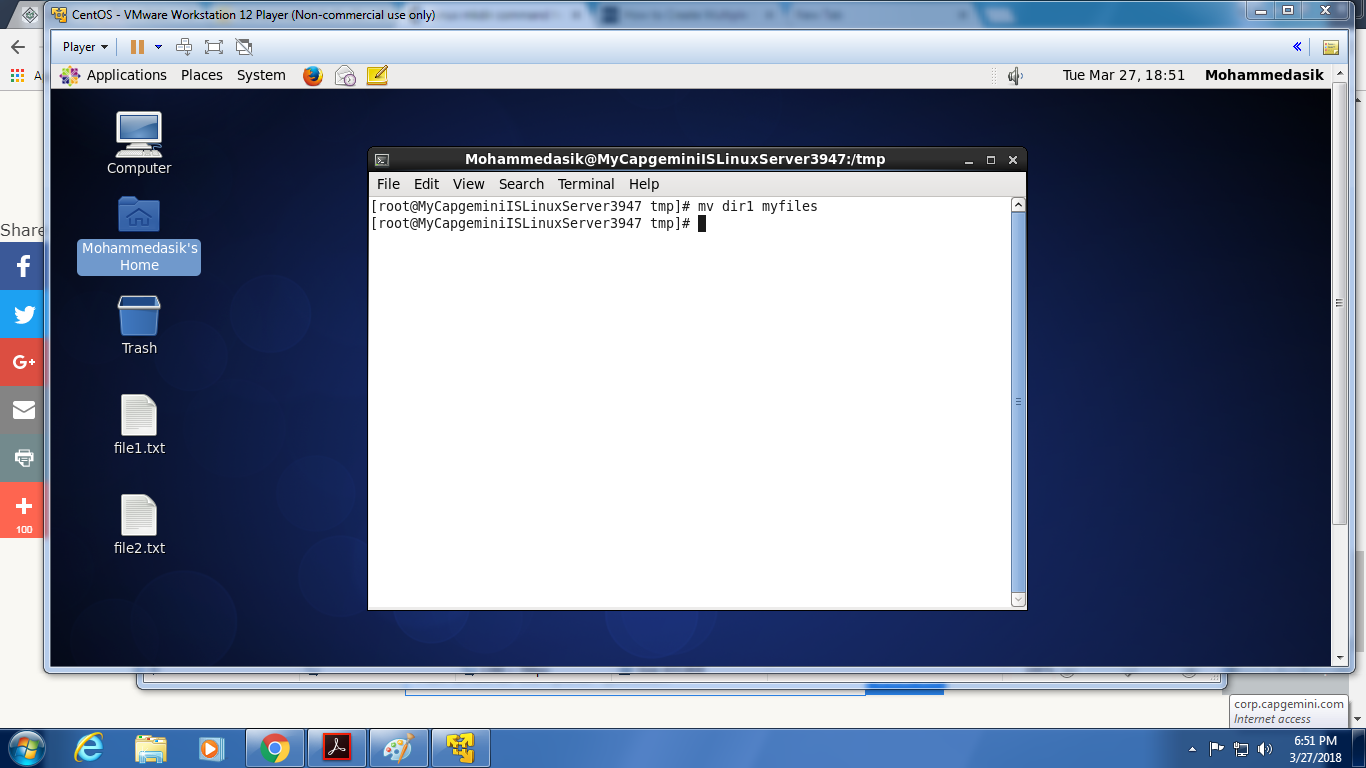 CentOS - VMware Workstation 12 Player (Non-commercial use only)
Player
Applications Places System
Tue Mar 27, 18:51 Mohammedasik
Computer
Mohammedasik's
Home
Trash
file1.txt
file2.txt
Mohammedasik@MyCapgeminiISLinuxServer3947:/tmp
File Edit View Search Terminal Help
[root@MyCapgeminiISLinuxServer3947 tmp]# mv dir1 myfiles
[root@MyCapgeminiISLinuxServer3947 tmp]#
A
Share
100
corp.capgemini.com
Internet access
6:51 PM
3/27/2018